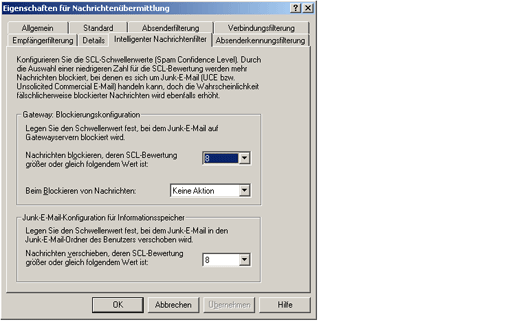 Eigenschaften für Nachrichtenübermittlung
Allgemein Standard Absenderfilterung Verbindungsfilterung
Empfängerfilterung Details Intelligenter Nachrichtenfilter Absenderkennungsfilterung
Konfigurieren Sie die SCL-Schwellenwerte (Spam Confidence Level). Durch
die Auswahl einer niedrigeren Zahl für die SCL-Bewertung werden mehr
Nachrichten blockiert, bei denen es sich um Junk-E-Mail (UCE bzw.
Unsolicited Commercial E-Mail) handeln kann, doch die Wahrscheinlichkeit
fälschlicherweise blockierter Nachrichten wird ebenfalls erhöht.
Gateway: Blockierungskonfiguration
Legen Sie den Schwellenwert fest, bei dem Junk-E-Mail auf
Gatewayservern blockiert wird.
Nachrichten blockieren, deren SCL-Bewertung
größer oder gleich folgendem Wert ist:
8
Beim Blockieren von Nachrichten:
Keine Aktion
Junk-E-Mail-Konfiguration für Informationsspeicher
Legen Sie den Schwellenwert fest, bei dem Junk-E-Mail in den
Junk-E-Mail-Ordner des Benutzers verschoben wird.
Nachrichten verschieben, deren SCL-Bewertung
größer oder gleich folgendem Wert ist:
8
OK Abbrechen Übernehmen Hilfe